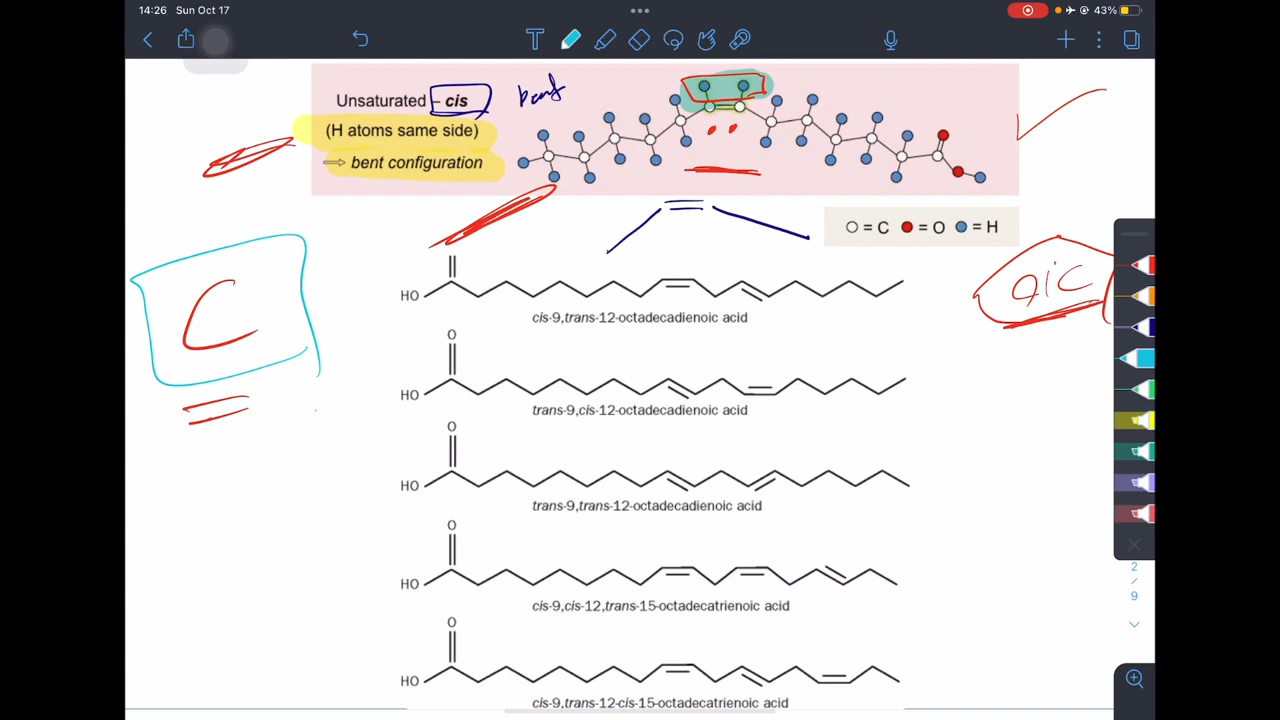 14:26 Sun Oct 17
43%
T
Unsaturated - cis
bent
(H atoms same side)
⇒ bent configuration
= C = O = H
C
aic
HO
cis-9,trans-12-octadecadienoic acid
O
HO
trans-9,cis-12-octadecadienoic acid
O
HO
trans-9,trans-12-octadecadienoic acid
O
HO
cis-9,cis-12,trans-15-octadecatrienoic acid
O
HO
cis-9,trans-12-cis-15-octadecatrienoic acid
2
/
9